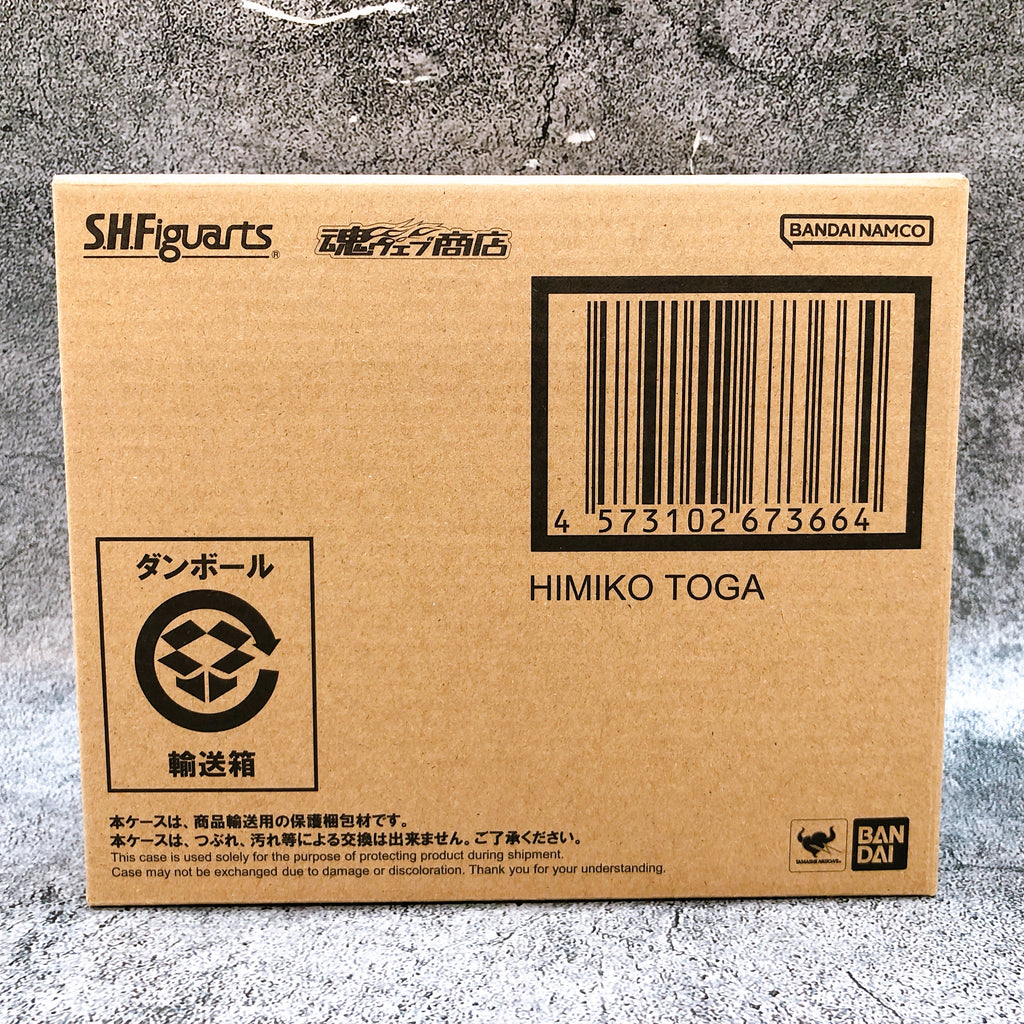 S.H.Figuarts®
魂ウェブ商店
BANDAI NAMCO
4 573102 673664
HIMIKO TOGA
ダンボール
輸送箱
本ケースは、商品輸送用の保護梱包材です。
本ケースは、つぶれ、汚れ等による交換は出来ません。ご了承ください。
This case is used solely for the purpose of protecting product during shipment.
Case may not be exchanged due to damage or discoloration. Thank you for your understanding.
TAMASHII NATIONS®
BAN
DAI